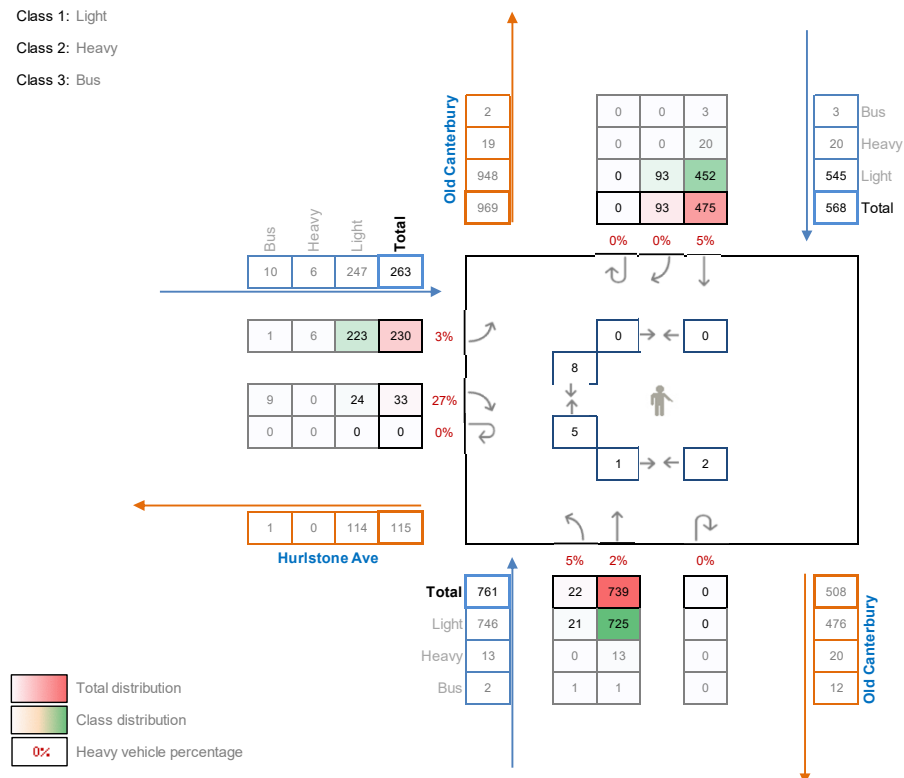 Class 1: Light
Class 2: Heavy
Class 3: Bus
Old Canterbury
2 0 0 3 3 Bus
19 0 0 20 20 Heavy
948 0 93 452 545 Light
969 0 93 475 568 Total
Bus Heavy Light Total
0% 0% 5%
10 6 247 263
1 6 223 230 3% 0 0
8
9 0 24 33 27%
0 0 0 0 0% 5
1 2
1 0 114 115
Hurlstone Ave
5% 2% 0%
Total 761 22 739 0 508
Light 746 21 725 0 476
Heavy 13 0 13 0 20
Bus 2 1 1 0 12
Old Canterbury
Total distribution
Class distribution
0% Heavy vehicle percentage